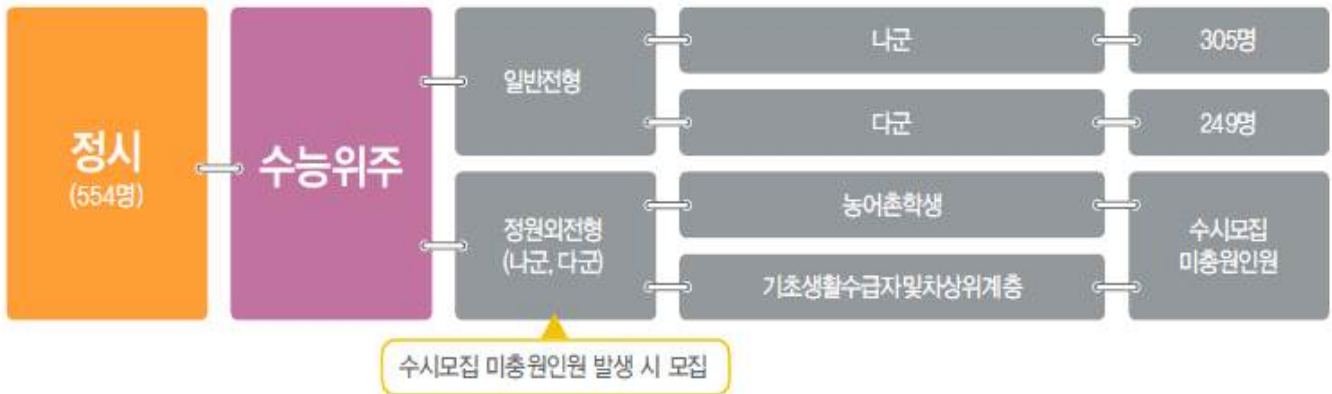 정시
(554명)
수능위주
일반전형
나군
305명
다군
249명
정원외전형
(나군, 다군)
농어촌학생
기초생활수급자및차상위계층
수시모집
미충원인원
수시모집 미충원인원 발생 시 모집